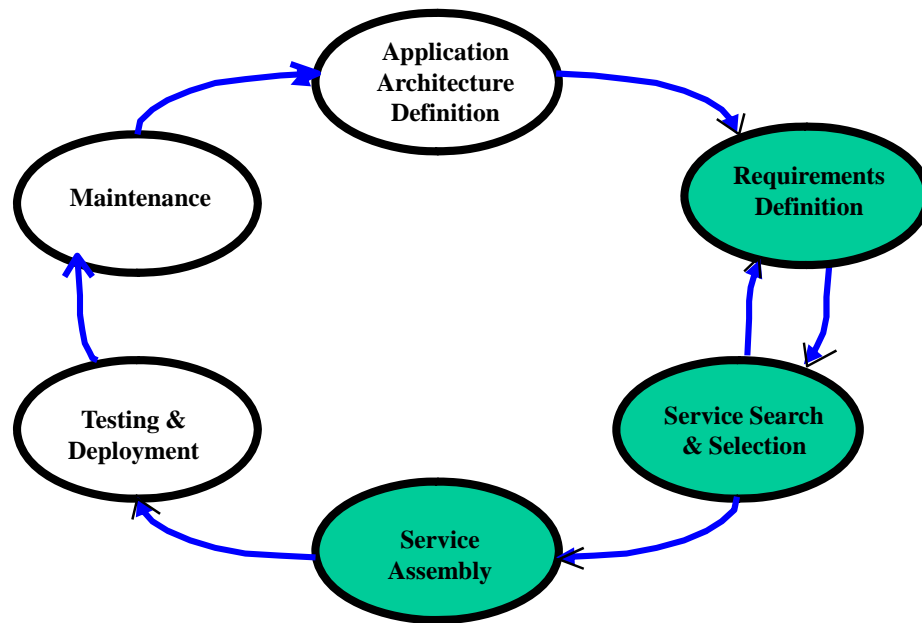 Application
Architecture
Definition
Requirements
Definition
Service Search
& Selection
Service
Assembly
Testing &
Deployment
Maintenance